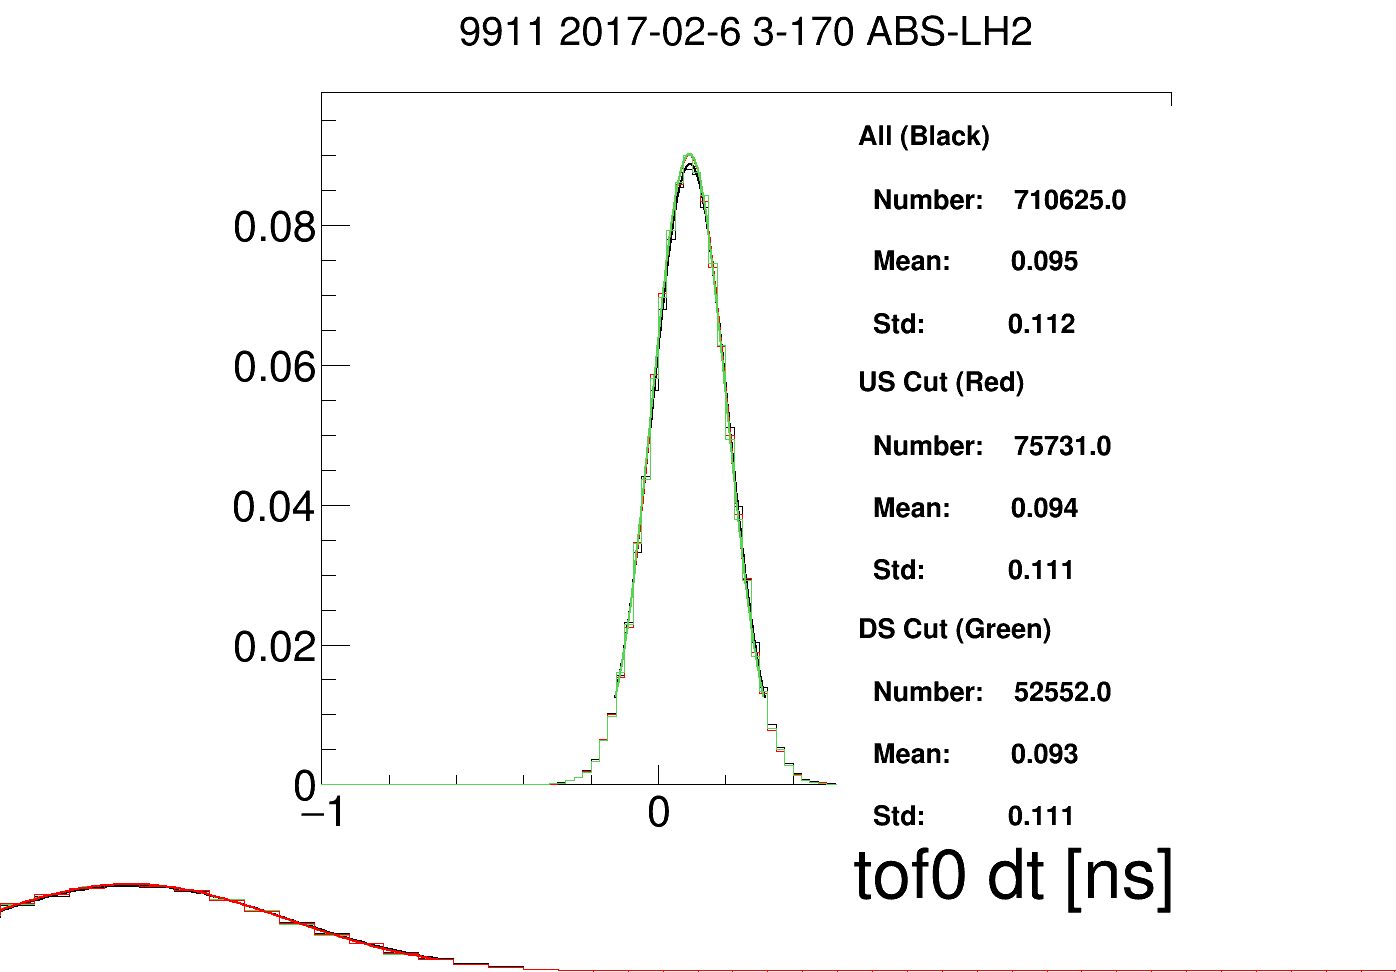 9911 2017-02-6 3-170 ABS-LH2
All (Black)
Number: 710625.0
Mean: 0.095
Std: 0.112
US Cut (Red)
Number: 75731.0
Mean: 0.094
Std: 0.111
DS Cut (Green)
Number: 52552.0
Mean: 0.093
Std: 0.111
0.08
0.06
0.04
0.02
0
−1 0
tof0 dt [ns]